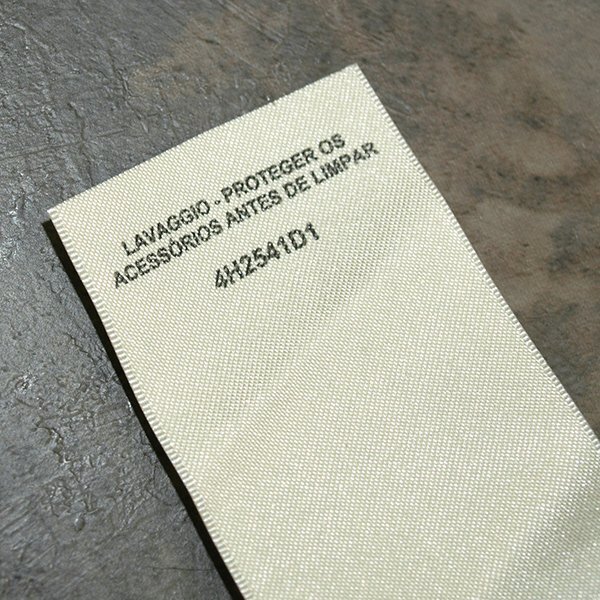 LAVAGGIO - PROTEGER OS
ACESSÓRIOS ANTES DE LIMPAR
4H2541D1